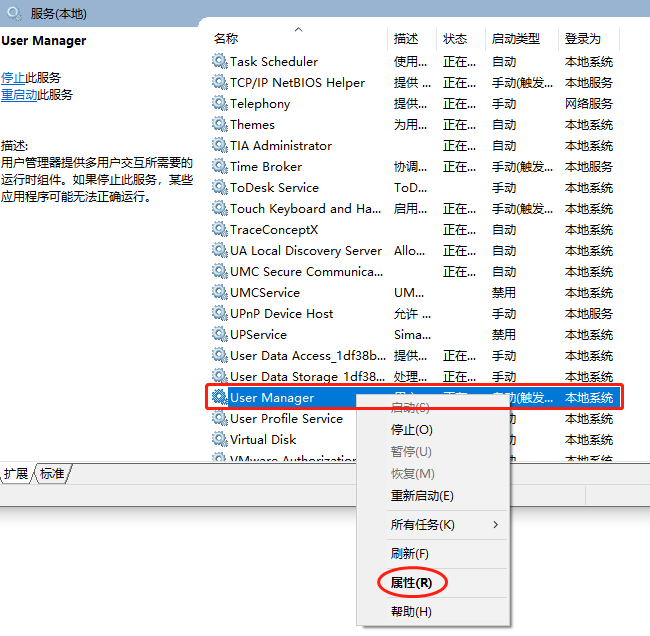 服务(本地)
User Manager
停止此服务
重启动此服务
描述:
用户管理器提供多用户交互所需要的
运行时组件。如果停止此服务，某些
应用程序可能无法正确运行。
名称 描述 状态 启动类型 登录为
Task Scheduler 使用... 正在... 自动 本地系统
TCP/IP NetBIOS Helper 提供 ... 正在... 手动(触发... 本地服务
Telephony 提供... 正在... 手动 网络服务
Themes 为用... 正在... 自动 本地系统
TIA Administrator 正在... 自动 本地系统
Time Broker 协调... 正在... 手动(触发... 本地服务
ToDesk Service ToD... 手动 本地系统
Touch Keyboard and Ha... 启用... 正在... 手动(触发... 本地系统
TraceConceptX 正在... 自动 本地系统
UA Local Discovery Server Allo... 正在... 自动 本地系统
UMC Secure Communica... 正在... 自动 本地系统
UMCService UM... 禁用 本地系统
UPnP Device Host 允许 ... 手动 本地服务
UPService Sima... 禁用 本地系统
User Data Access_1df38b... 提供... 正在... 手动 本地系统
User Data Storage_1df38... 处理... 正在... 手动 本地系统
User Manager 自动(触发... 本地系统
User Profile Service 本地系统
Virtual Disk 本地系统
VMware Authorization 本地系统
启动(S)
停止(O)
暂停(U)
恢复(M)
重新启动(E)
所有任务(K)
刷新(F)
属性(R)
帮助(H)
扩展 标准